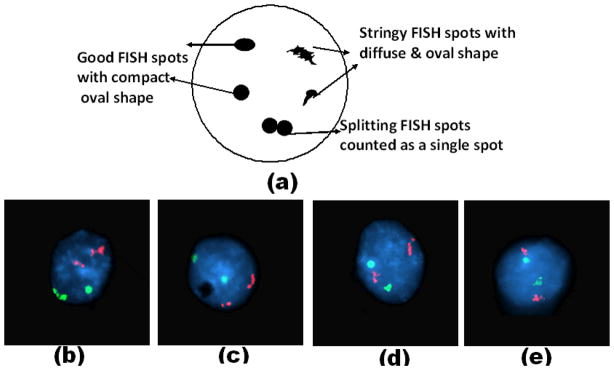 Good FISH spots
with compact
oval shape
Stringy FISH spots with
diffuse & oval shape
Splitting FISH spots
counted as a single spot
(a)
(b)
(c)
(d)
(e)